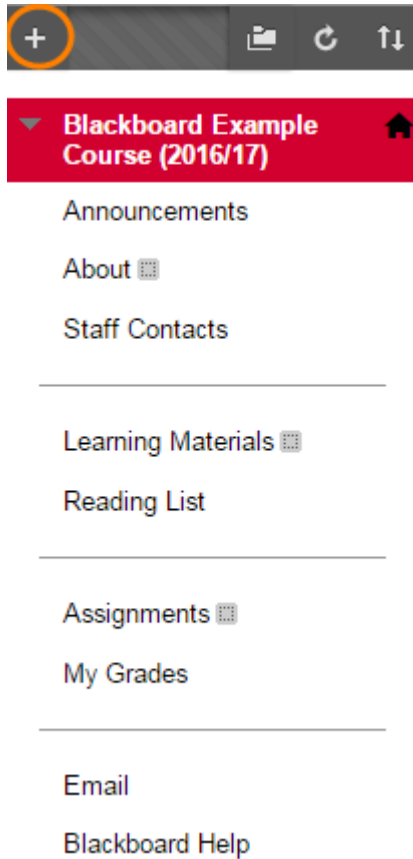 Blackboard Example
Course (2016/17)
Announcements
About
Staff Contacts
Learning Materials
Reading List
Assignments
My Grades
Email
Blackboard Help